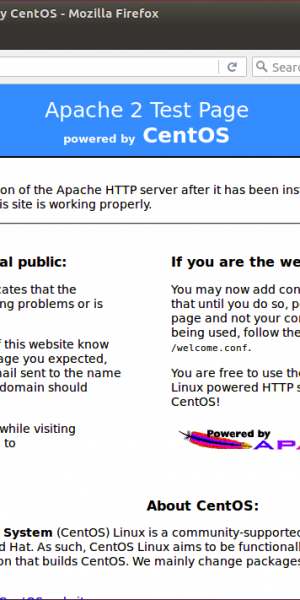 y CentOS - Mozilla Firefox
Searc
Apache 2 Test Page
powered by CentOS
on of the Apache HTTP server after it has been inst
is site is working properly.
al public:
cates that the
ng problems or is
f this website know
age you expected,
mail sent to the name
domain should
while visiting
to
If you are the we
You may now add con
that until you do so, p
page and not your con
being used, follow the
/welcome.conf.
You are free to use the
Linux powered HTTP s
CentOS!
Powered by
APA
About CentOS:
System (CentOS) Linux is a community-supported
d Hat. As such, CentOS Linux aims to be functionall
on that builds CentOS. We mainly change packages